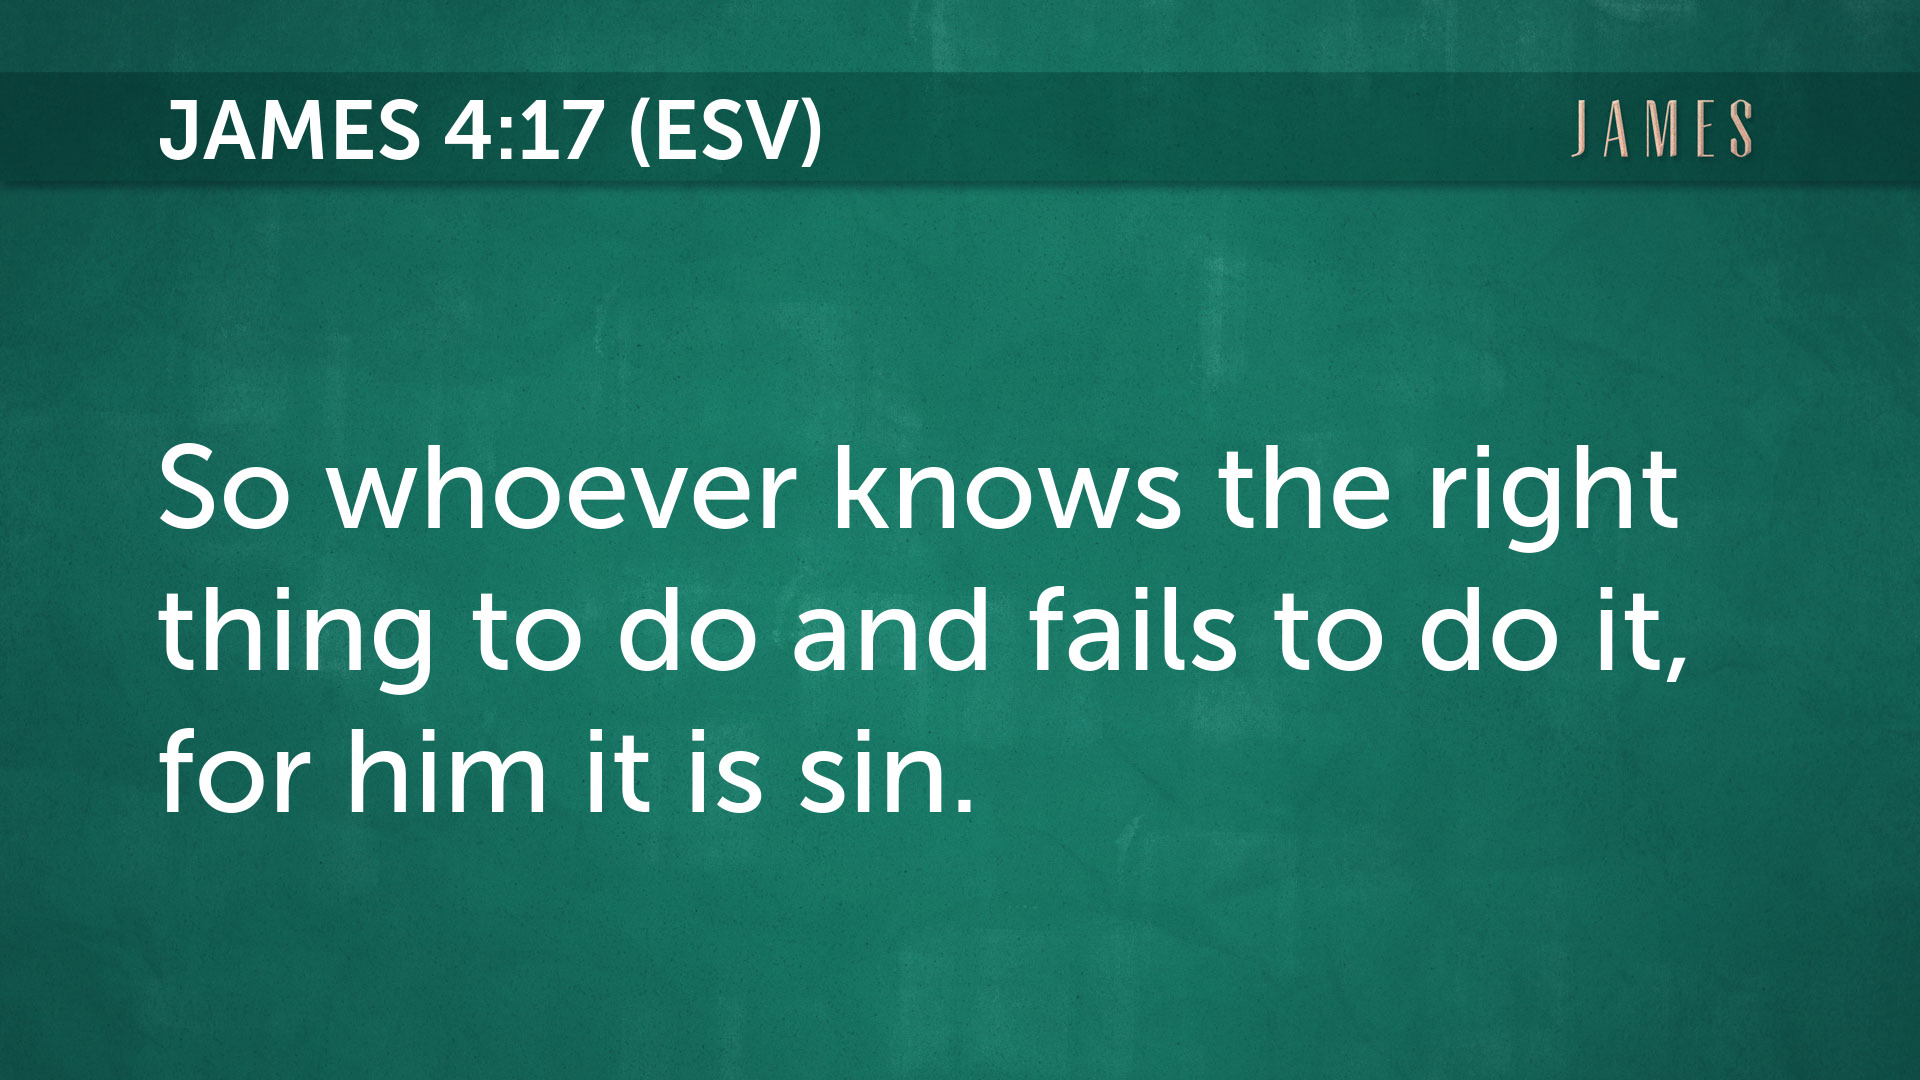 JAMES 4:17 (ESV)
JAMES
So whoever knows the right
thing to do and fails to do it,
for him it is sin.